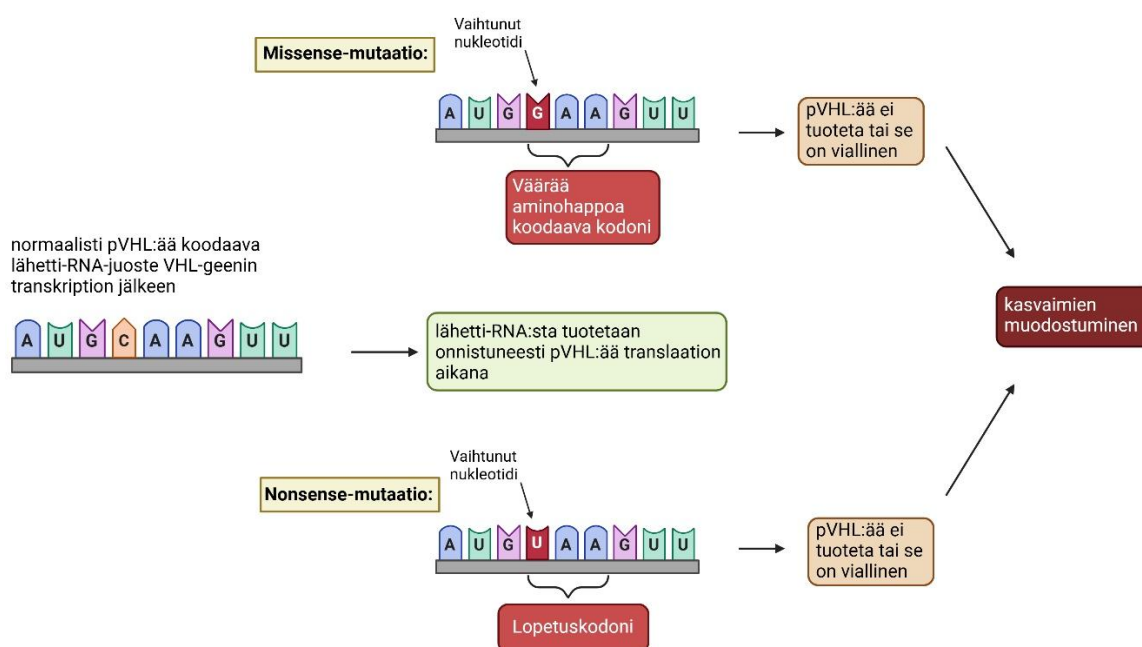 Vaihtunut
nukleotidi
Missense-mutaatio:
A U G G A A G U U
Väärää
aminohappoa
koodaava kodoni
pVHL:ää ei
tuoteta tai se
on viallinen
normaalisti pVHL:ää koodaava
lähetti-RNA-juoste VHL-geenin
transkription jälkeen
A U G C A A G U U
lähetti-RNA:sta tuotetaan
onnistuneesti pVHL:ää translaation
aikana
kasvaimien
muodostuminen
Vaihtunut
nukleotidi
Nonsense-mutaatio:
A U G U A A G U U
Lopetuskodoni
pVHL:ää ei
tuoteta tai se
on viallinen